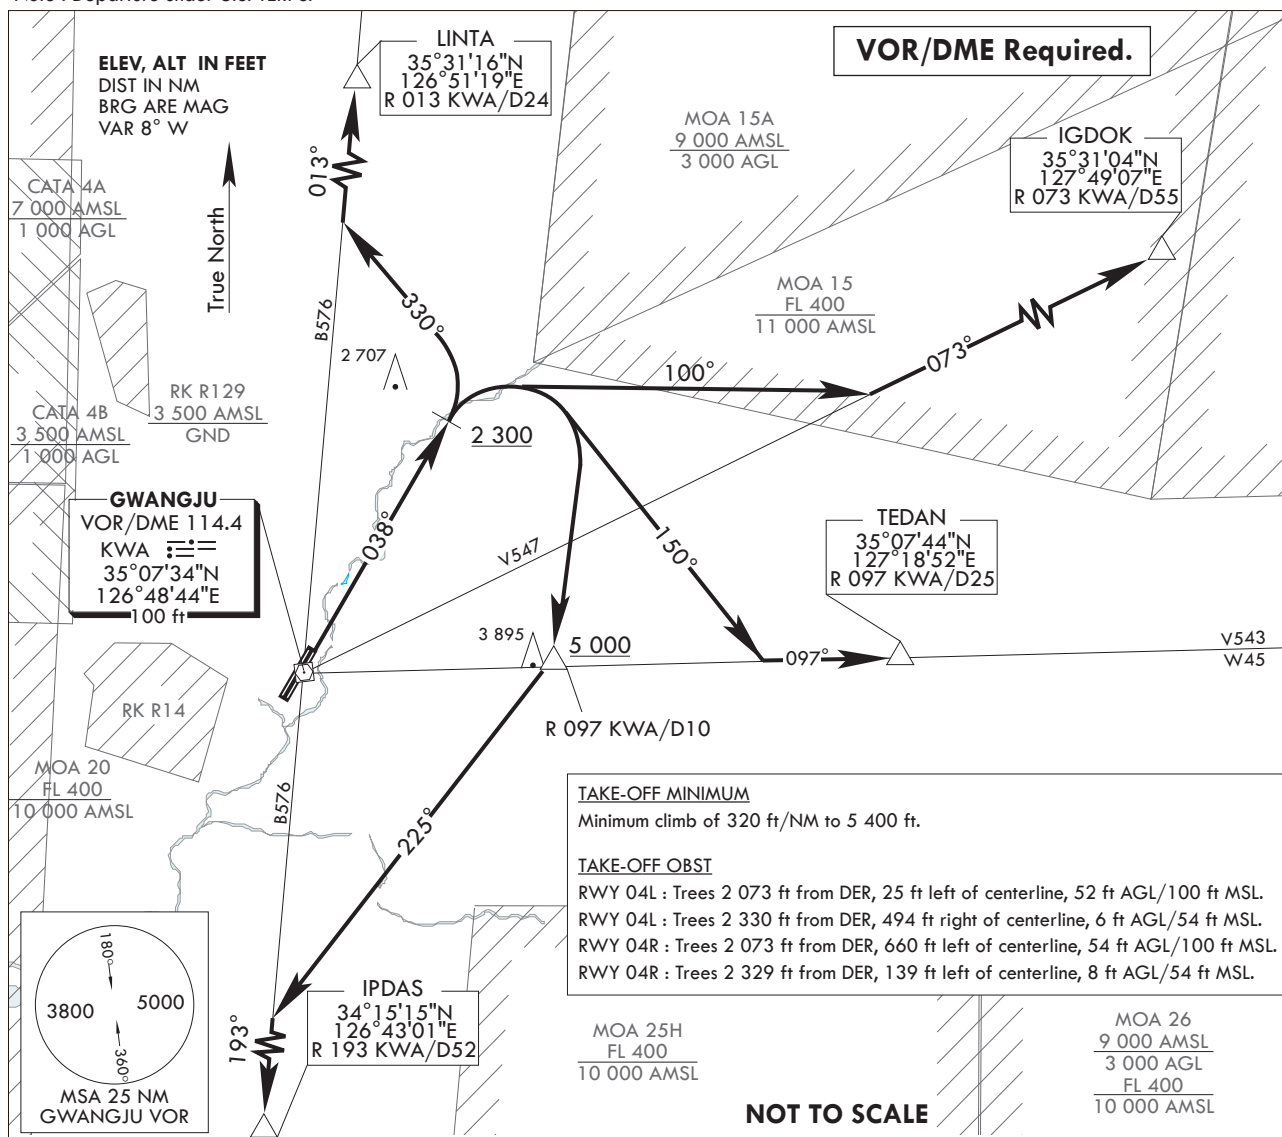 VOR/DME Required.
ELEV, ALT IN FEET
DIST IN NM
BRG ARE MAG
VAR 8° W
True North
LINTA
35°31'16"N
126°51'19"E
R 013 KWA/D24
MOA 15A
9 000 AMSL
3 000 AGL
IGDOK
35°31'04"N
127°49'07"E
R 073 KWA/D55
CATA 4A
7 000 AMSL
1 000 AGL
013°
MOA 15
FL 400
11 000 AMSL
B576
330°
2 707
100°
073°
RK R129
3 500 AMSL
GND
CATA 4B
3 500 AMSL
1 000 AGL
2 300
GWANGJU
VOR/DME 114.4
KWA
35°07'34"N
126°48'44"E
100 ft
038°
V547
150°
TEDAN
35°07'44"N
127°18'52"E
R 097 KWA/D25
3 895
5 000
097°
V543
W45
R 097 KWA/D10
RK R14
MOA 20
FL 400
10 000 AMSL
B576
225°
TAKE-OFF MINIMUM
Minimum climb of 320 ft/NM to 5 400 ft.
TAKE-OFF OBST
RWY 04L : Trees 2 073 ft from DER, 25 ft left of centerline, 52 ft AGL/100 ft MSL.
RWY 04L : Trees 2 330 ft from DER, 494 ft right of centerline, 6 ft AGL/54 ft MSL.
RWY 04R : Trees 2 073 ft from DER, 660 ft left of centerline, 54 ft AGL/100 ft MSL.
RWY 04R : Trees 2 329 ft from DER, 139 ft left of centerline, 8 ft AGL/54 ft MSL.
180°
3800
5000
360°
MSA 25 NM
GWANGJU VOR
193°
IPDAS
34°15'15"N
126°43'01"E
R 193 KWA/D52
MOA 25H
FL 400
10 000 AMSL
MOA 26
9 000 AMSL
3 000 AGL
FL 400
10 000 AMSL
NOT TO SCALE